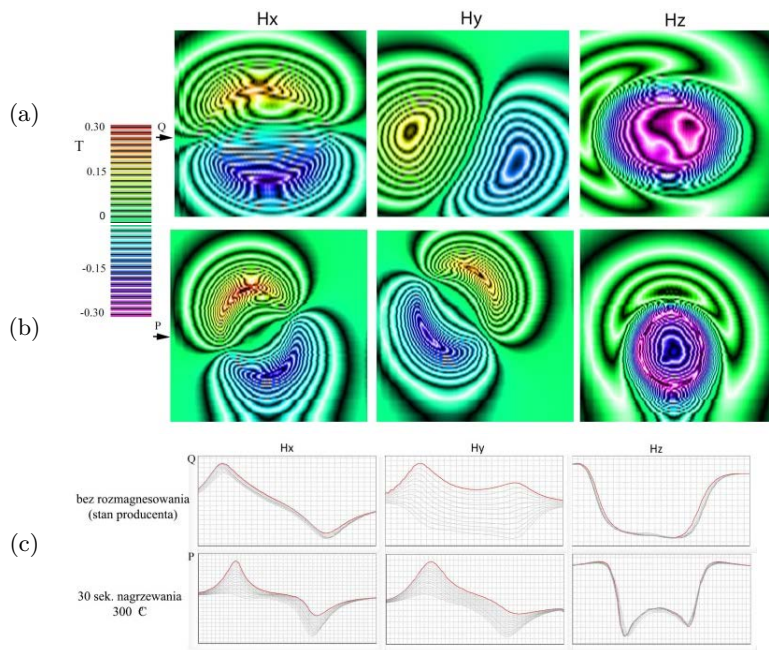 Hx Hy Hz
(a)
Q
T
0.30
0.15
0
-0.15
-0.30
P
(b)
Hx Hy Hz
Q
bez rozmagnesowania
(stan producenta)
(c)
P
30 sek. nagrzewania
300 ℃